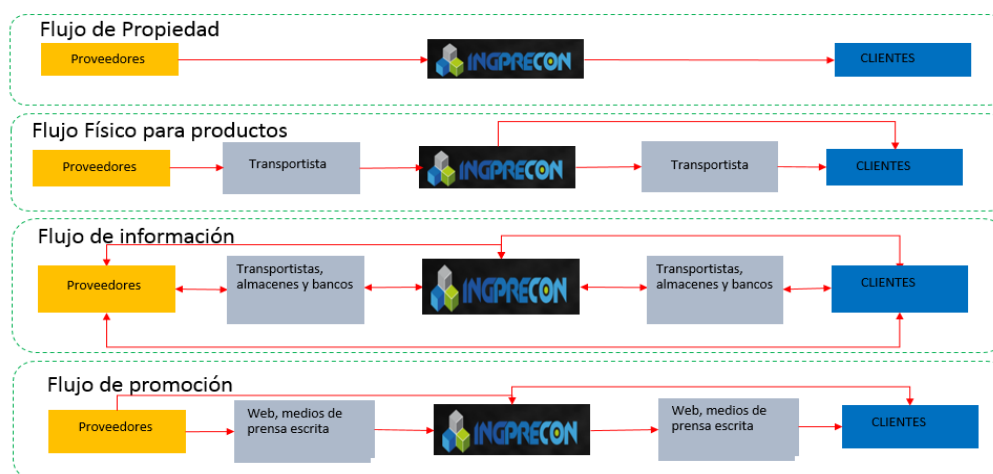 Flujo de Propiedad
Proveedores
INGPRECON
CLIENTES
Flujo Físico para productos
Proveedores
Transportista
INGPRECON
Transportista
CLIENTES
Flujo de información
Proveedores
Transportistas,
almacenes y bancos
INGPRECON
Transportistas,
almacenes y bancos
CLIENTES
Flujo de promoción
Proveedores
Web, medios de
prensa escrita
INGPRECON
Web, medios de
prensa escrita
CLIENTES